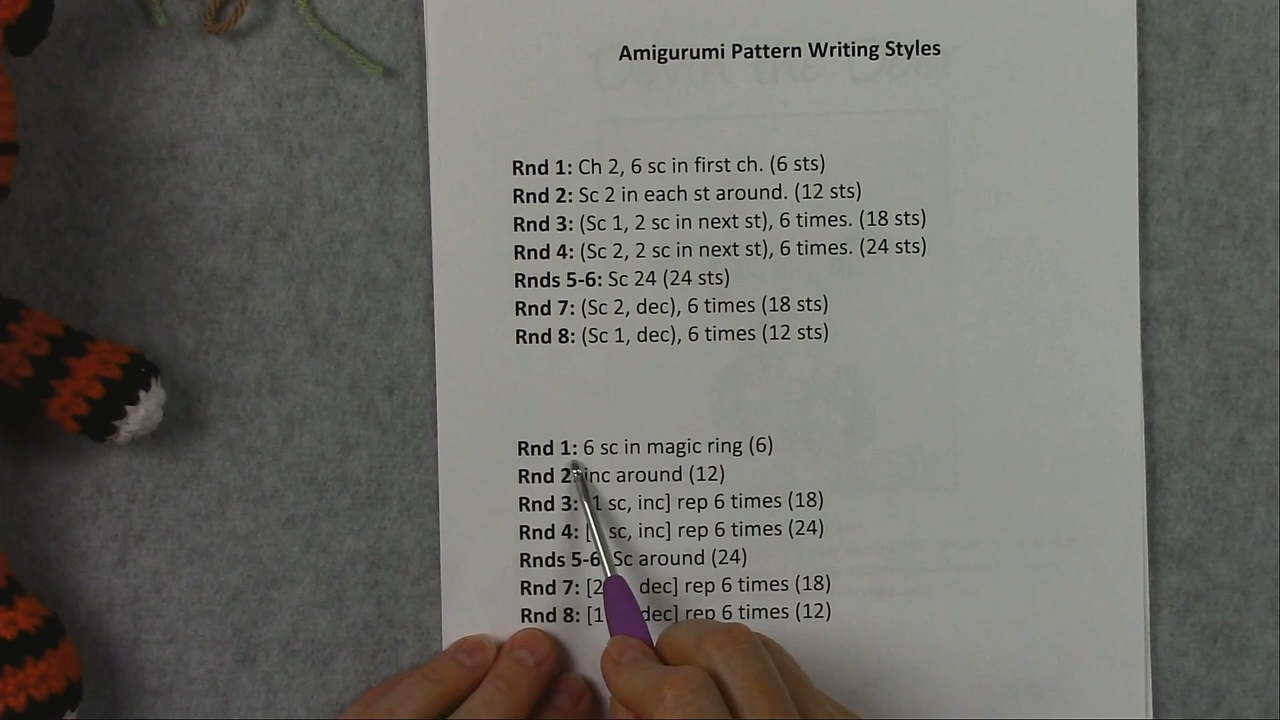 Amigurumi Pattern Writing Styles
Rnd 1: Ch 2, 6 sc in first ch. (6 sts)
Rnd 2: Sc 2 in each st around. (12 sts)
Rnd 3: (Sc 1, 2 sc in next st), 6 times. (18 sts)
Rnd 4: (Sc 2, 2 sc in next st), 6 times. (24 sts)
Rnds 5-6: Sc 24 (24 sts)
Rnd 7: (Sc 2, dec), 6 times (18 sts)
Rnd 8: (Sc 1, dec), 6 times (12 sts)
Rnd 1: 6 sc in magic ring (6)
Rnd 2: inc around (12)
Rnd 3: [1 sc, inc] rep 6 times (18)
Rnd 4: [ sc, inc] rep 6 times (24)
Rnds 5-6 Sc around (24)
Rnd 7: [2 dec] rep 6 times (18)
Rnd 8: [1 dec] rep 6 times (12)